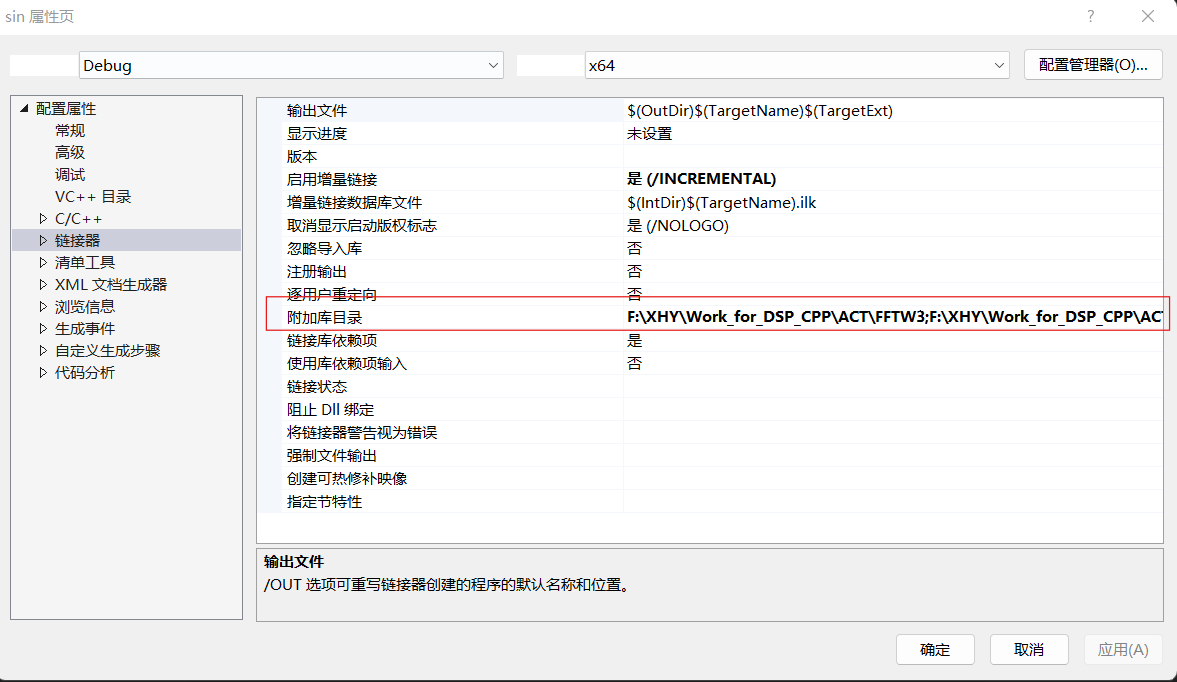 sin 属性页
?
Debug
x64
配置管理器(O)...
配置属性
常规
高级
调试
VC++ 目录
C/C++
链接器
清单工具
XML 文档生成器
浏览信息
生成事件
自定义生成步骤
代码分析
输出文件 $(OutDir)$(TargetName)$(TargetExt)
显示进度 未设置
版本
启用增量链接 是 (/INCREMENTAL)
增量链接数据库文件 $(IntDir)$(TargetName).ilk
取消显示启动版权标志 是 (/NOLOGO)
忽略导入库 否
注册输出 否
逐用户重定向 否
附加库目录 F:\XHY\Work_for_DSP_CPP\ACT\FFTW3;F:\XHY\Work_for_DSP_CPP\ACT
链接库依赖项 是
使用库依赖项输入 否
链接状态
阻止 Dll 绑定
将链接器警告视为错误
强制文件输出
创建可热修补映像
指定节特性
输出文件
/OUT 选项可重写链接器创建的程序的默认名称和位置。
确定
取消
应用(A)